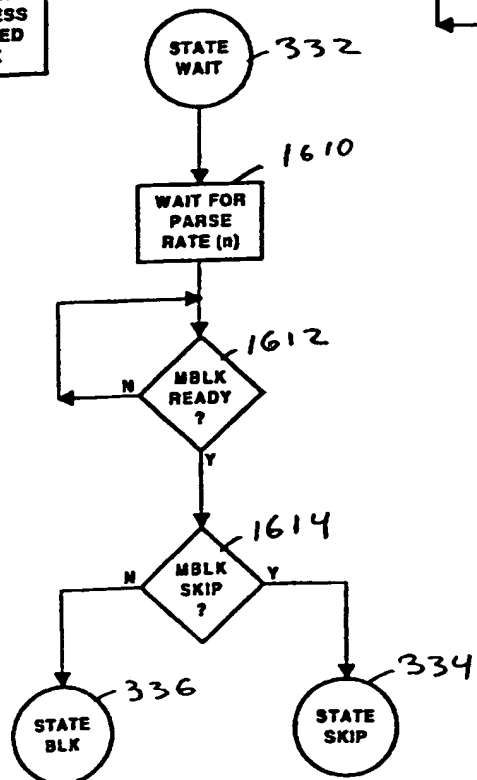 ESS
ED
STATE
WAIT
332
1610
WAIT FOR
PARSE
RATE (n)
1612
MBLK
READY
?
N
Y
1614
MBLK
SKIP
?
N
Y
336
334
STATE
BLK
STATE
SKIP